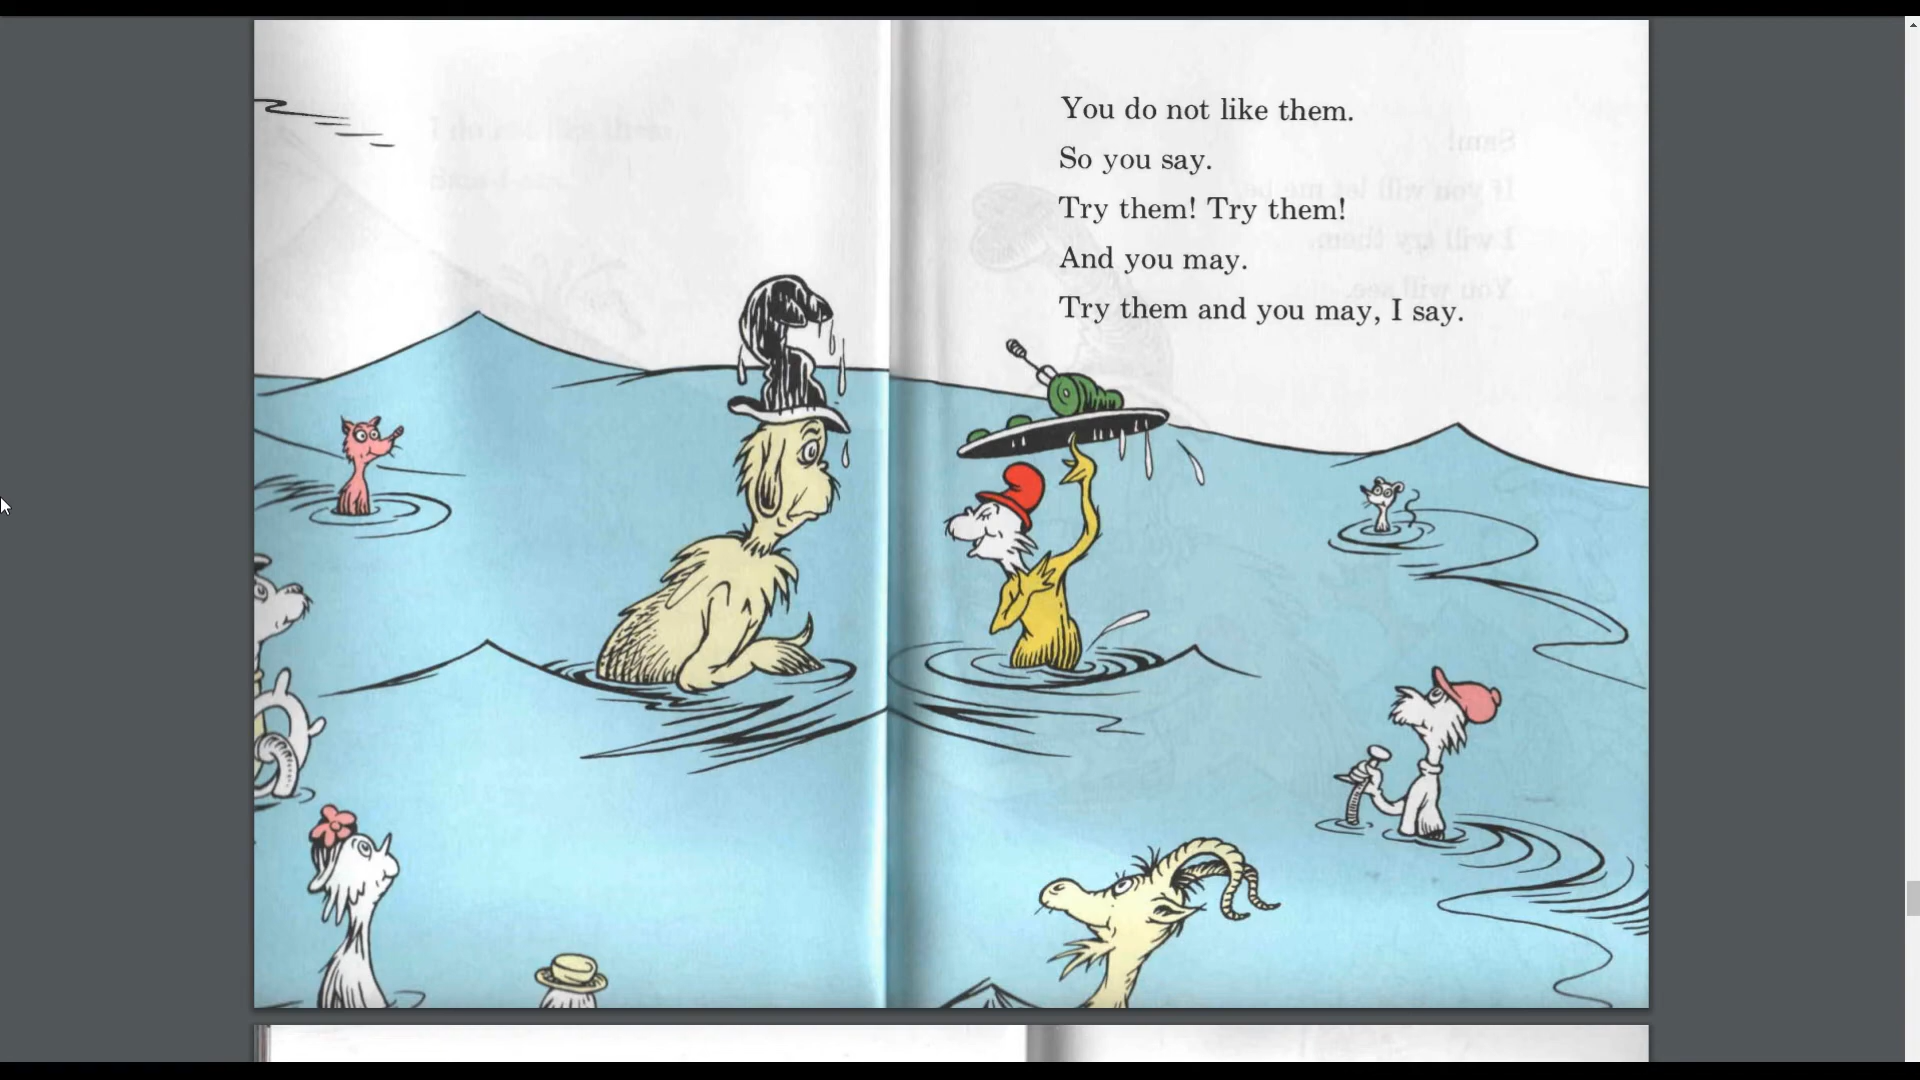 You do not like them.
So you say.
Try them! Try them!
And you may.
Try them and you may, I say.